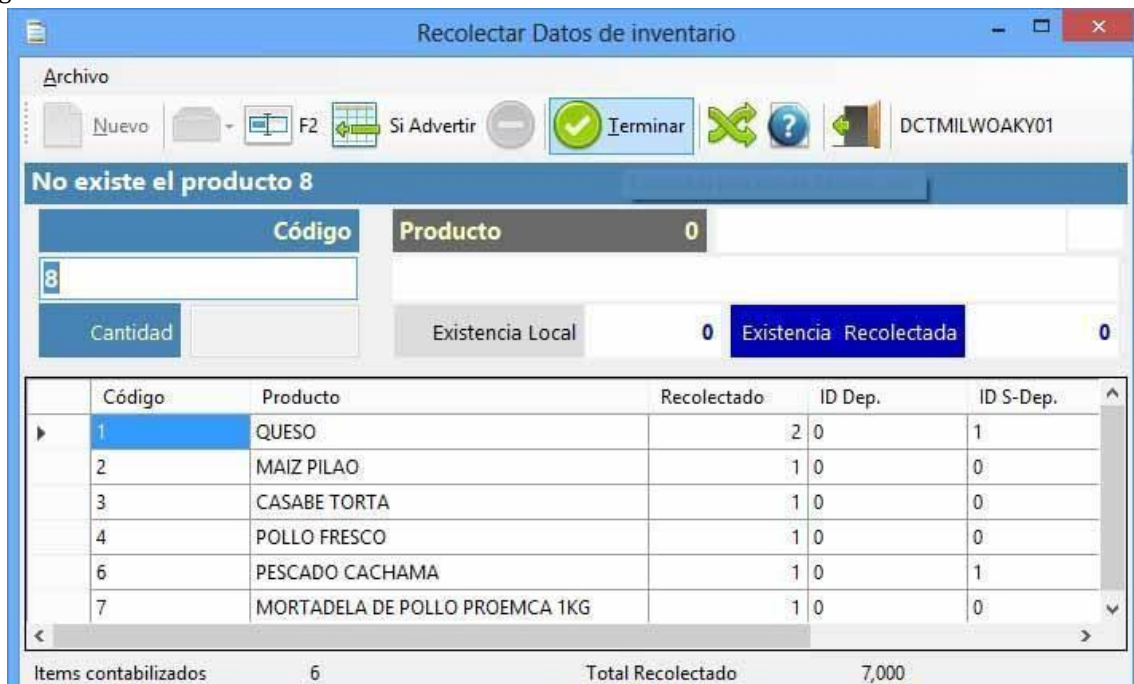 Recolectar Datos de inventario
Archivo
Nuevo F2 Si Advertir Terminar DCTMILWOAKY01
No existe el producto 8
Código Producto 0
8
Cantidad Existencia Local 0 Existencia Recolectada 0
Código Producto Recolectado ID Dep. ID S-Dep.
1 QUESO 2 0 1
2 MAIZ PILAO 1 0 0
3 CASABE TORTA 1 0 0
4 POLLO FRESCO 1 0 0
6 PESCADO CACHAMA 1 0 1
7 MORTADELA DE POLLO PROEMCA 1KG 1 0 0
Items contabilizados 6 Total Recolectado 7,000